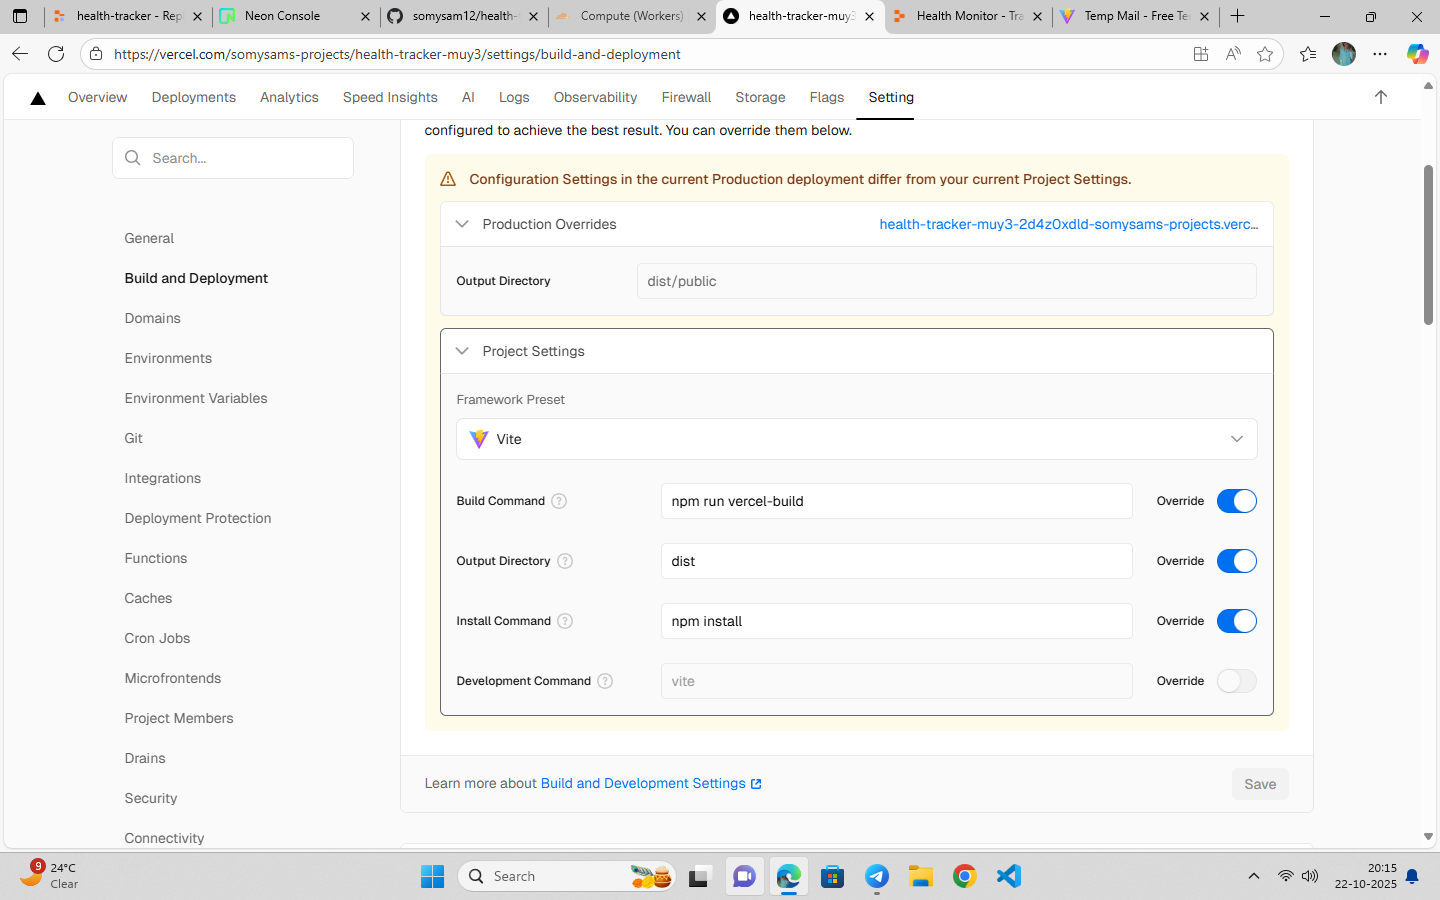 health-tracker - Rep
Neon Console
somysam12/health-
Compute (Workers)
health-tracker-muy3
Health Monitor - Tra
Temp Mail - Free Te
https://vercel.com/somysams-projects/health-tracker-muy3/settings/build-and-deployment
Overview
Deployments
Analytics
Speed Insights
AI
Logs
Observability
Firewall
Storage
Flags
Setting
configured to achieve the best result. You can override them below.
Search...
General
Build and Deployment
Domains
Environments
Environment Variables
Git
Integrations
Deployment Protection
Functions
Caches
Cron Jobs
Microfrontends
Project Members
Drains
Security
Connectivity
Configuration Settings in the current Production deployment differ from your current Project Settings.
Production Overrides
health-tracker-muy3-2d4z0xdld-somysams-projects.verc...
Output Directory
dist/public
Project Settings
Framework Preset
Vite
Build Command
npm run vercel-build
Override
Output Directory
dist
Override
Install Command
npm install
Override
Development Command
vite
Override
Learn more about Build and Development Settings
Save
9
24°C
Clear
Search
20:15
22-10-2025